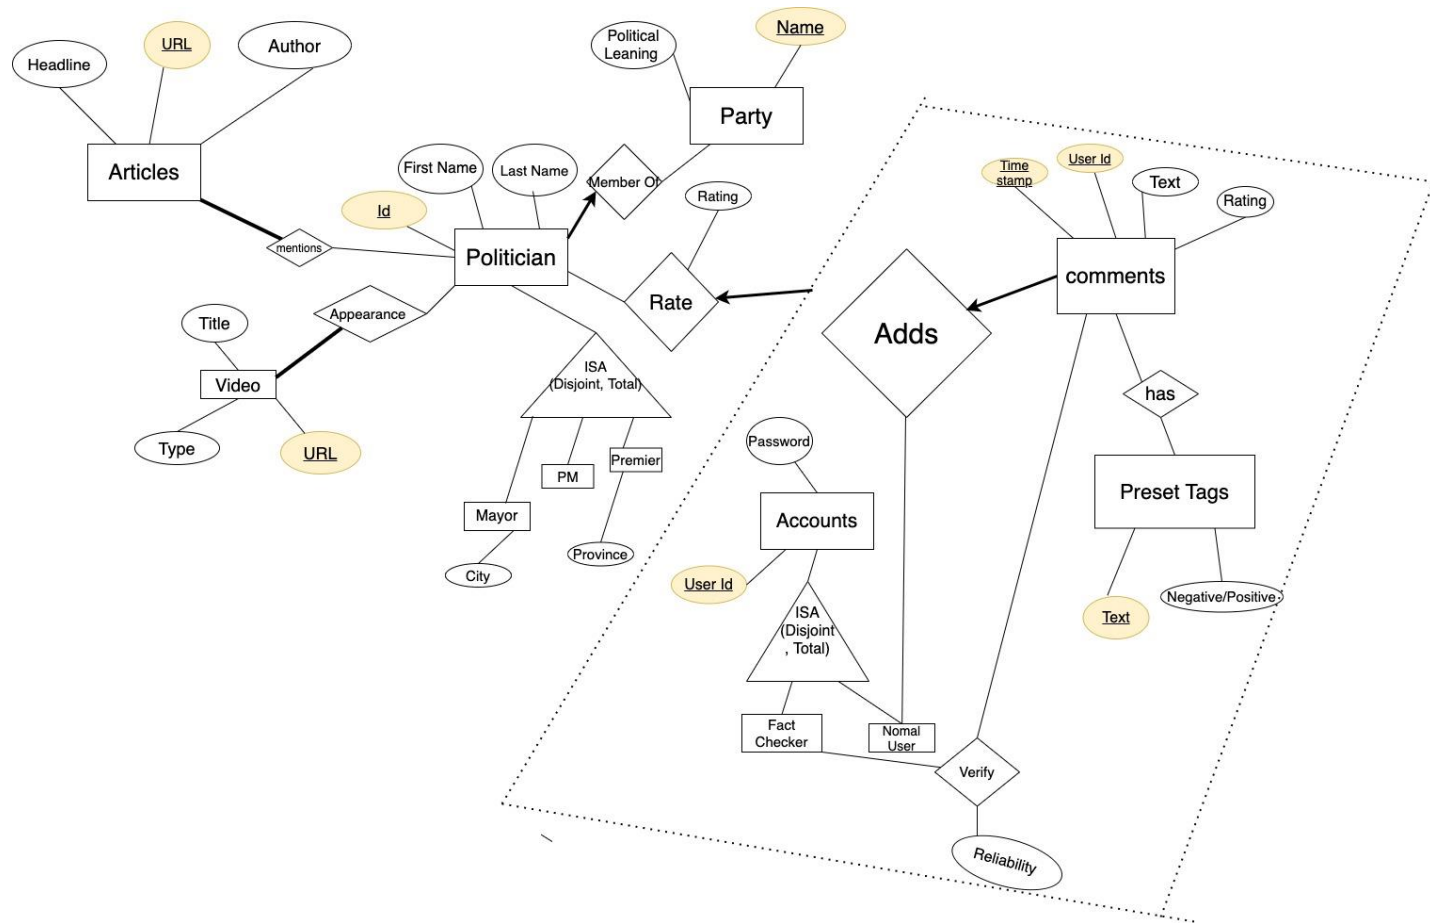 Headline
URL
Author
Articles
Political
Leaning
Name
Party
First Name
Last Name
Member Of
Id
Politician
mentions
Rating
Rate
Appearance
Title
Video
Type
URL
ISA
(Disjoint, Total)
Mayor
PM
Premier
City
Province
Time
stamp
User Id
Text
Rating
comments
Adds
has
Preset Tags
Text
Negative/Positive
Password
Accounts
User Id
ISA
(Disjoint
, Total)
Fact
Checker
Nomal
User
Verify
Reliability